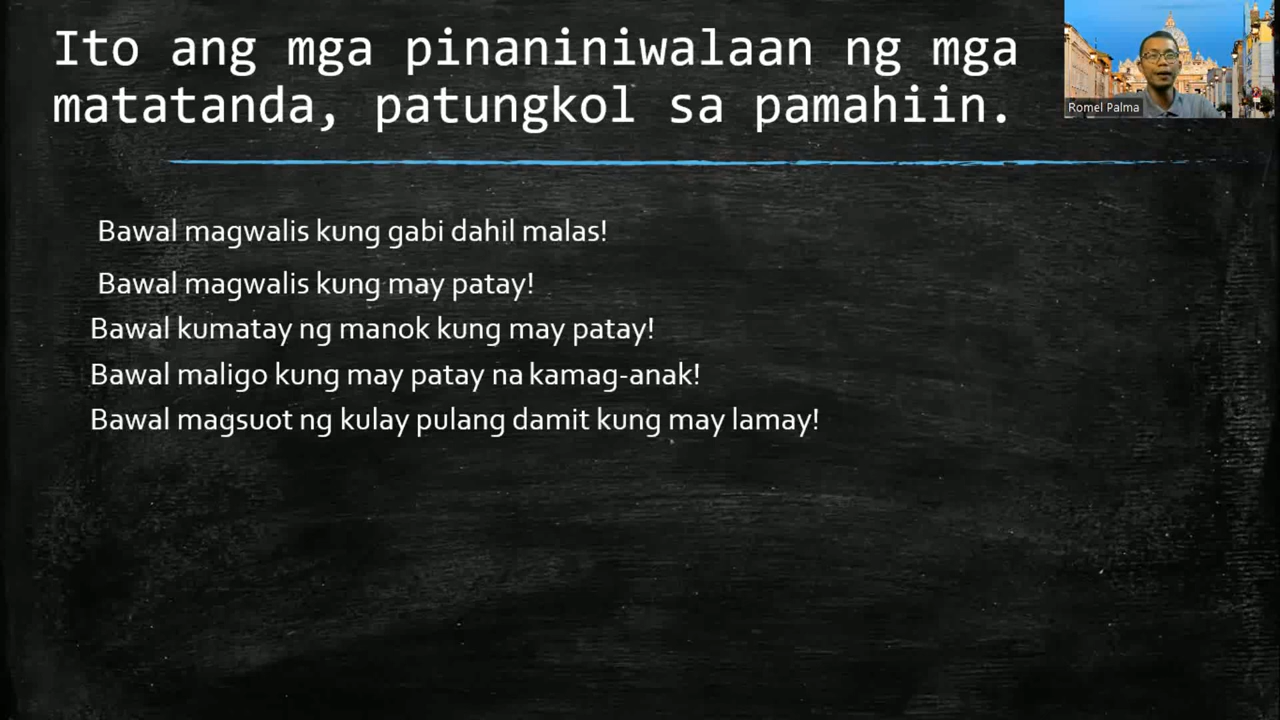 Ito ang mga pinaniniwalaan ng mga
matatanda, patungkol sa pamahiin.
Romel Palma
Bawal magwalis kung gabi dahil malas!
Bawal magwalis kung may patay!
Bawal kumatay ng manok kung may patay!
Bawal maligo kung may patay na kamag-anak!
Bawal magsuot ng kulay pulang damit kung may lamay!